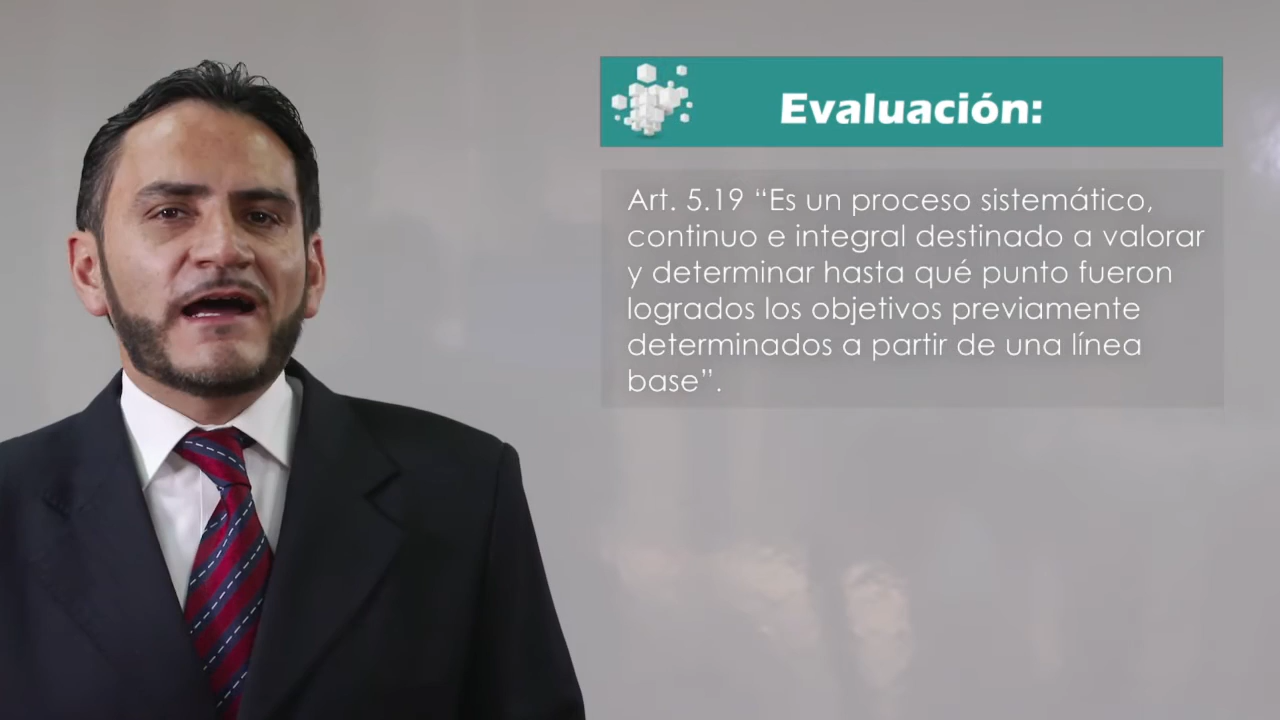 Evaluación:
Art. 5.19 “Es un proceso sistemático,
continuo e integral destinado a valorar
y determinar hasta qué punto fueron
logrados los objetivos previamente
determinados a partir de una línea
base”.